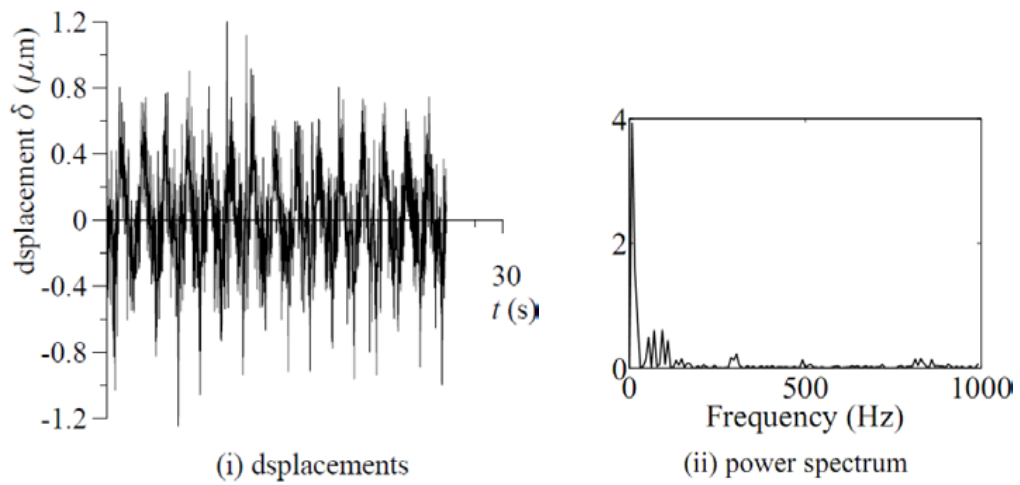 dsplacement δ (μm)
1.2
0.8
0.4
0
-0.4
-0.8
-1.2
30
t (s)
(i) dsplacements
4
2
0
0
500
1000
Frequency (Hz)
(ii) power spectrum